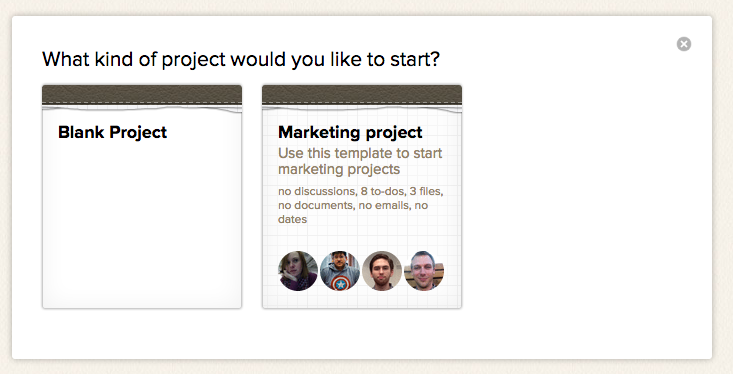 What kind of project would you like to start?
Blank Project
Marketing project
Use this template to start
marketing projects
no discussions, 8 to-dos, 3 files,
no documents, no emails, no
dates